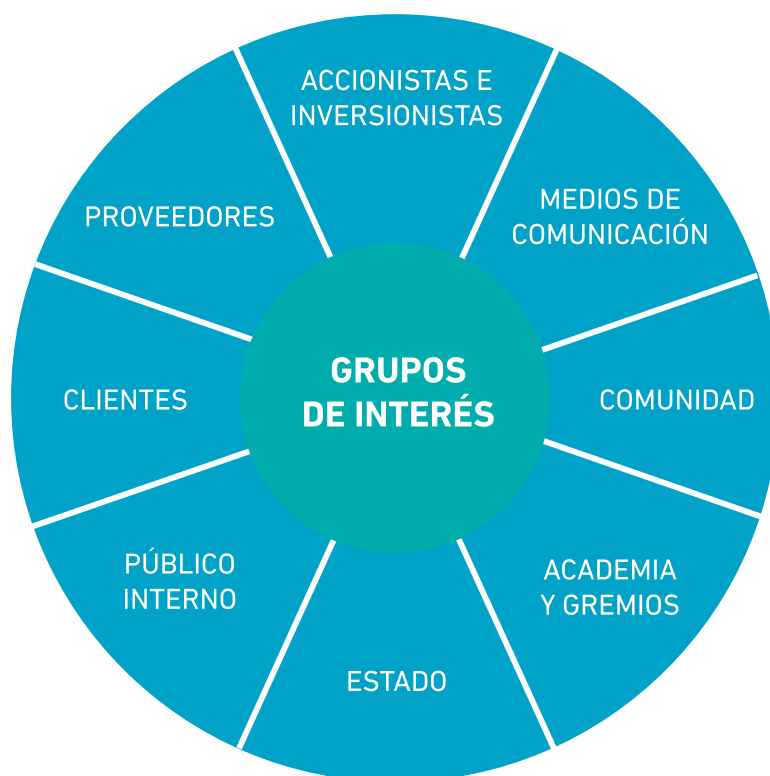 ACCIONISTAS E
INVERSIONISTAS
MEDIOS DE
COMUNICACIÓN
PROVEEDORES
GRUPOS
DE INTERÉS
CLIENTES
COMUNIDAD
PÚBLICO
INTERNO
ACADEMIA
Y GREMIOS
ESTADO